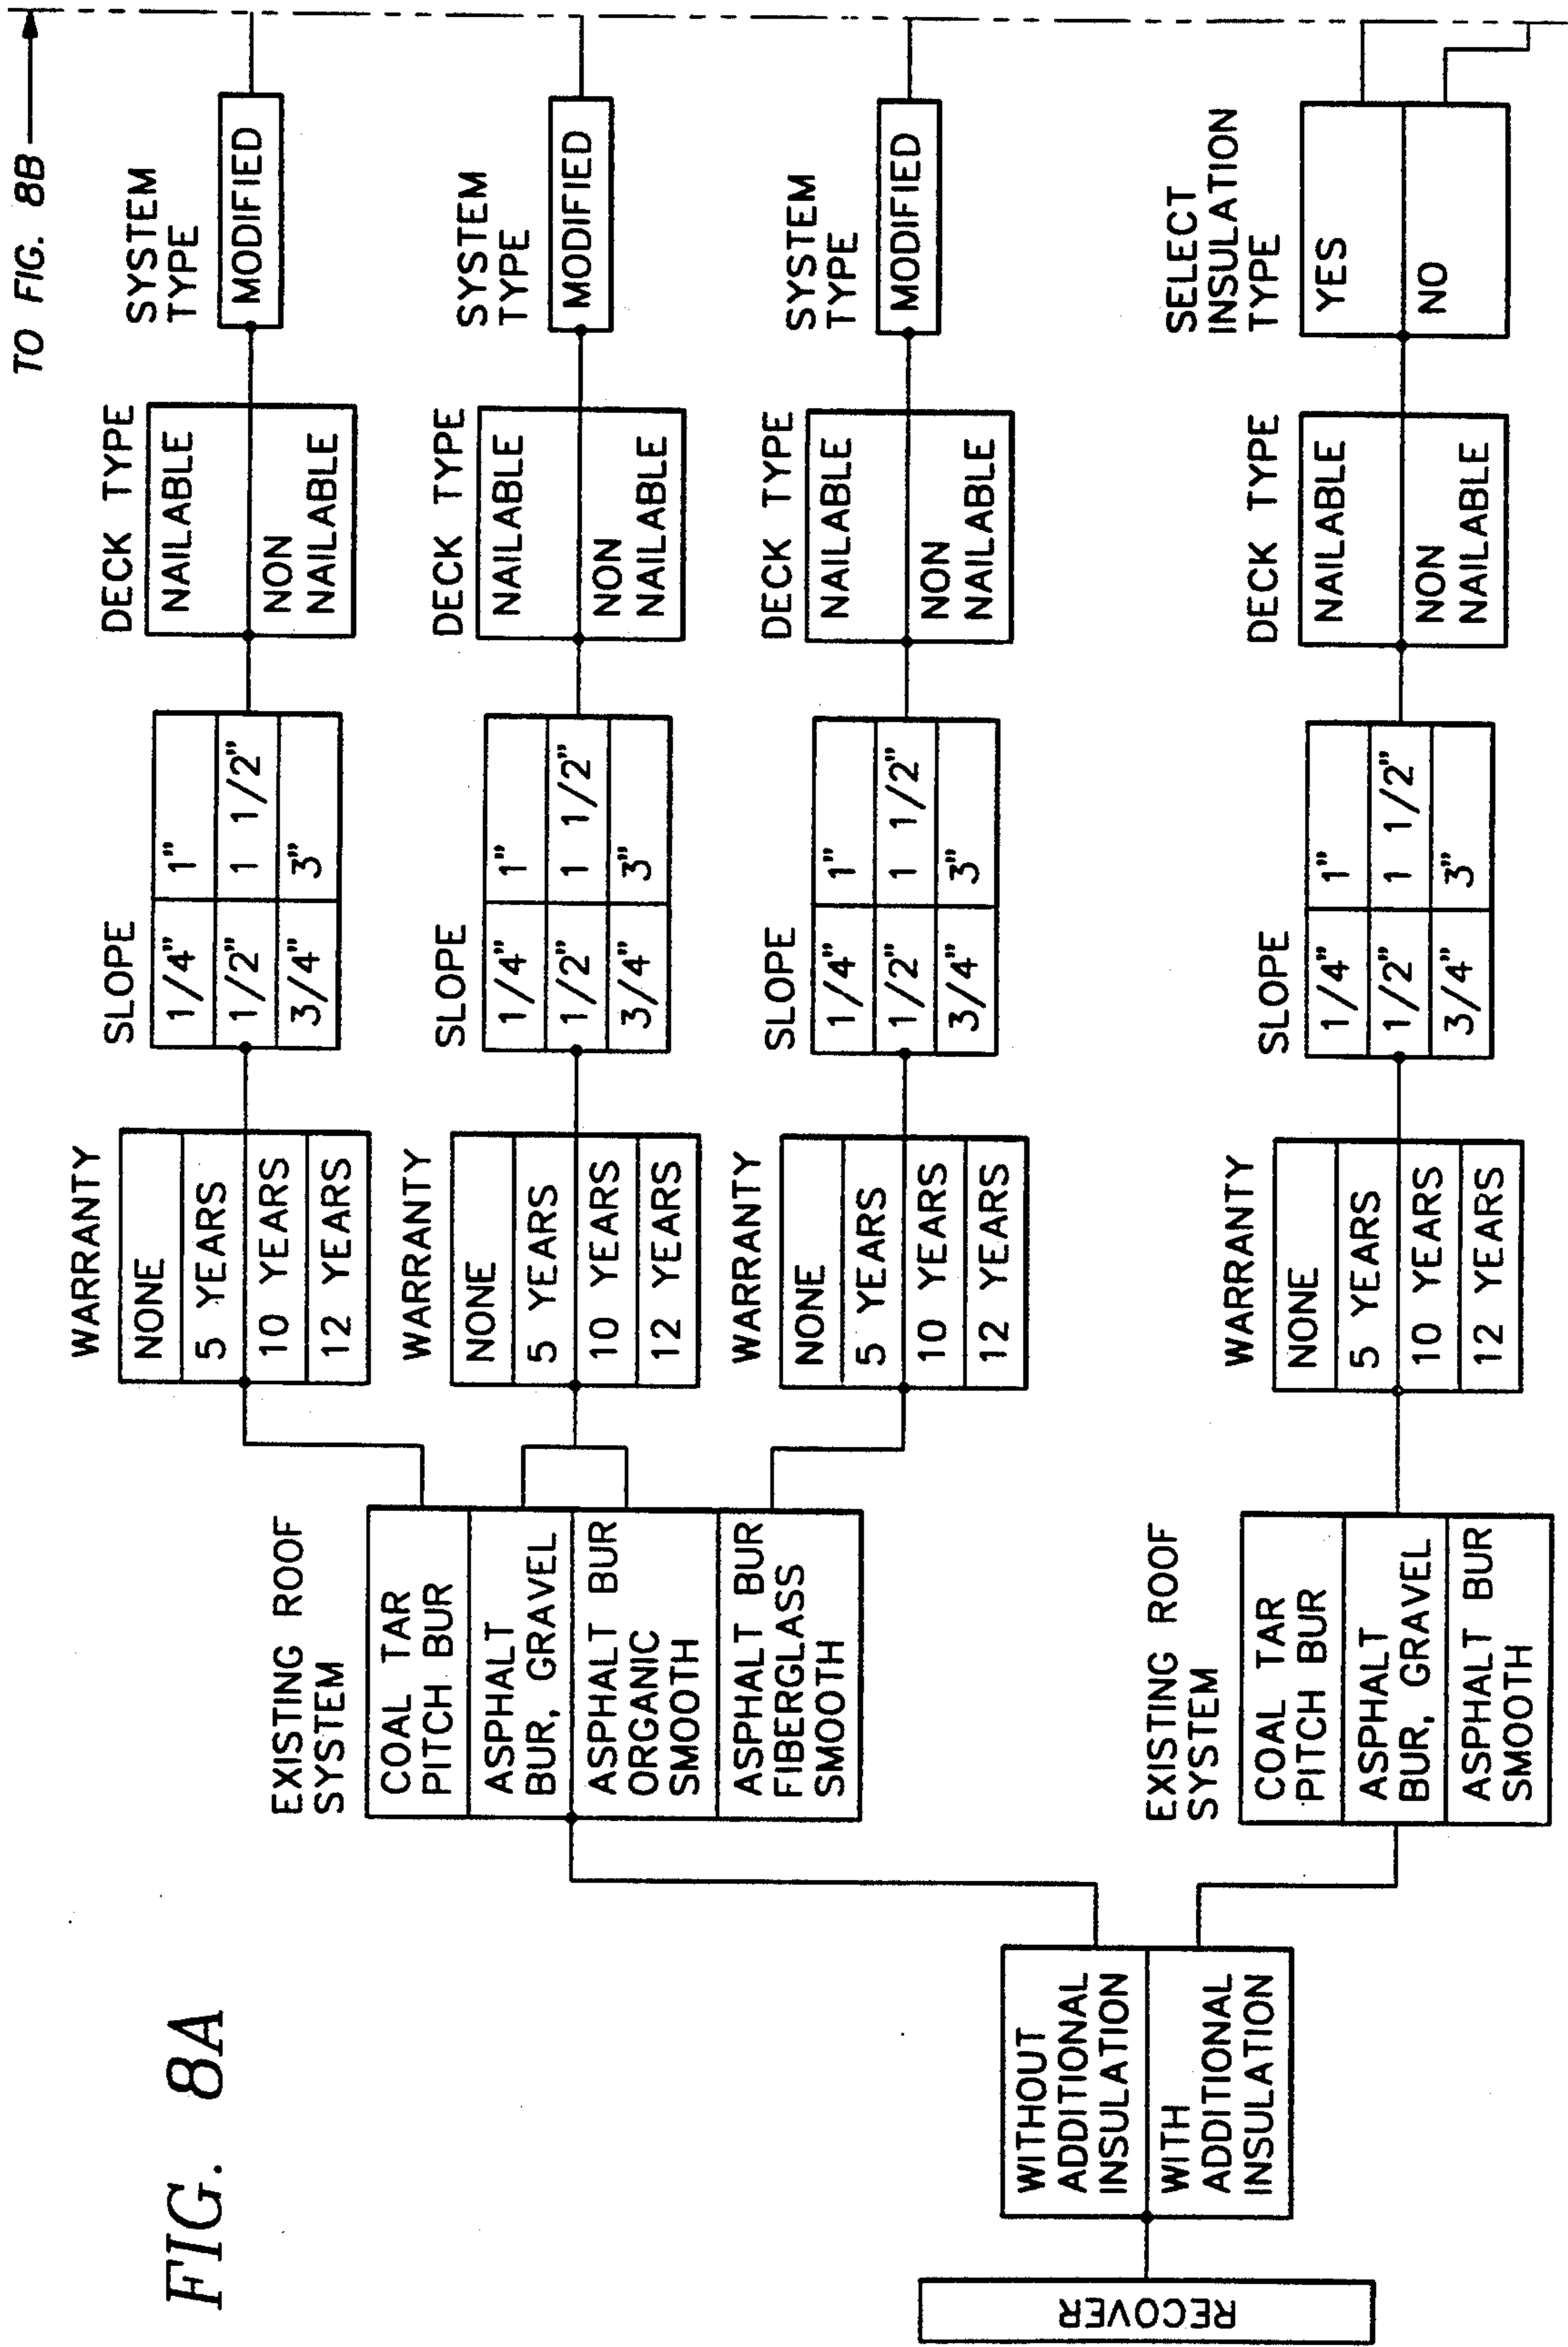 FIG. 8A
TO FIG. 8B
RECOVER
WITHOUT
ADDITIONAL
INSULATION
WITH
ADDITIONAL
INSULATION
EXISTING ROOF
SYSTEM
COAL TAR
PITCH BUR
ASPHALT
BUR, GRAVEL
ASPHALT BUR
ORGANIC
SMOOTH
ASPHALT BUR
FIBERGLASS
SMOOTH
WARRANTY
NONE
5 YEARS
10 YEARS
12 YEARS
SLOPE
1/4" 1"
1/2" 1 1/2"
3/4" 3"
DECK TYPE
NAILABLE
NON
NAILABLE
SYSTEM
TYPE
MODIFIED
WARRANTY
NONE
5 YEARS
10 YEARS
12 YEARS
SLOPE
1/4" 1"
1/2" 1 1/2"
3/4" 3"
DECK TYPE
NAILABLE
NON
NAILABLE
SYSTEM
TYPE
MODIFIED
WARRANTY
NONE
5 YEARS
10 YEARS
12 YEARS
SLOPE
1/4" 1"
1/2" 1 1/2"
3/4" 3"
DECK TYPE
NAILABLE
NON
NAILABLE
SYSTEM
TYPE
MODIFIED
EXISTING ROOF
SYSTEM
COAL TAR
PITCH BUR
ASPHALT
BUR, GRAVEL
ASPHALT BUR
SMOOTH
WARRANTY
NONE
5 YEARS
10 YEARS
12 YEARS
SLOPE
1/4" 1"
1/2" 1 1/2"
3/4" 3"
DECK TYPE
NAILABLE
NON
NAILABLE
SELECT
INSULATION
TYPE
YES
NO